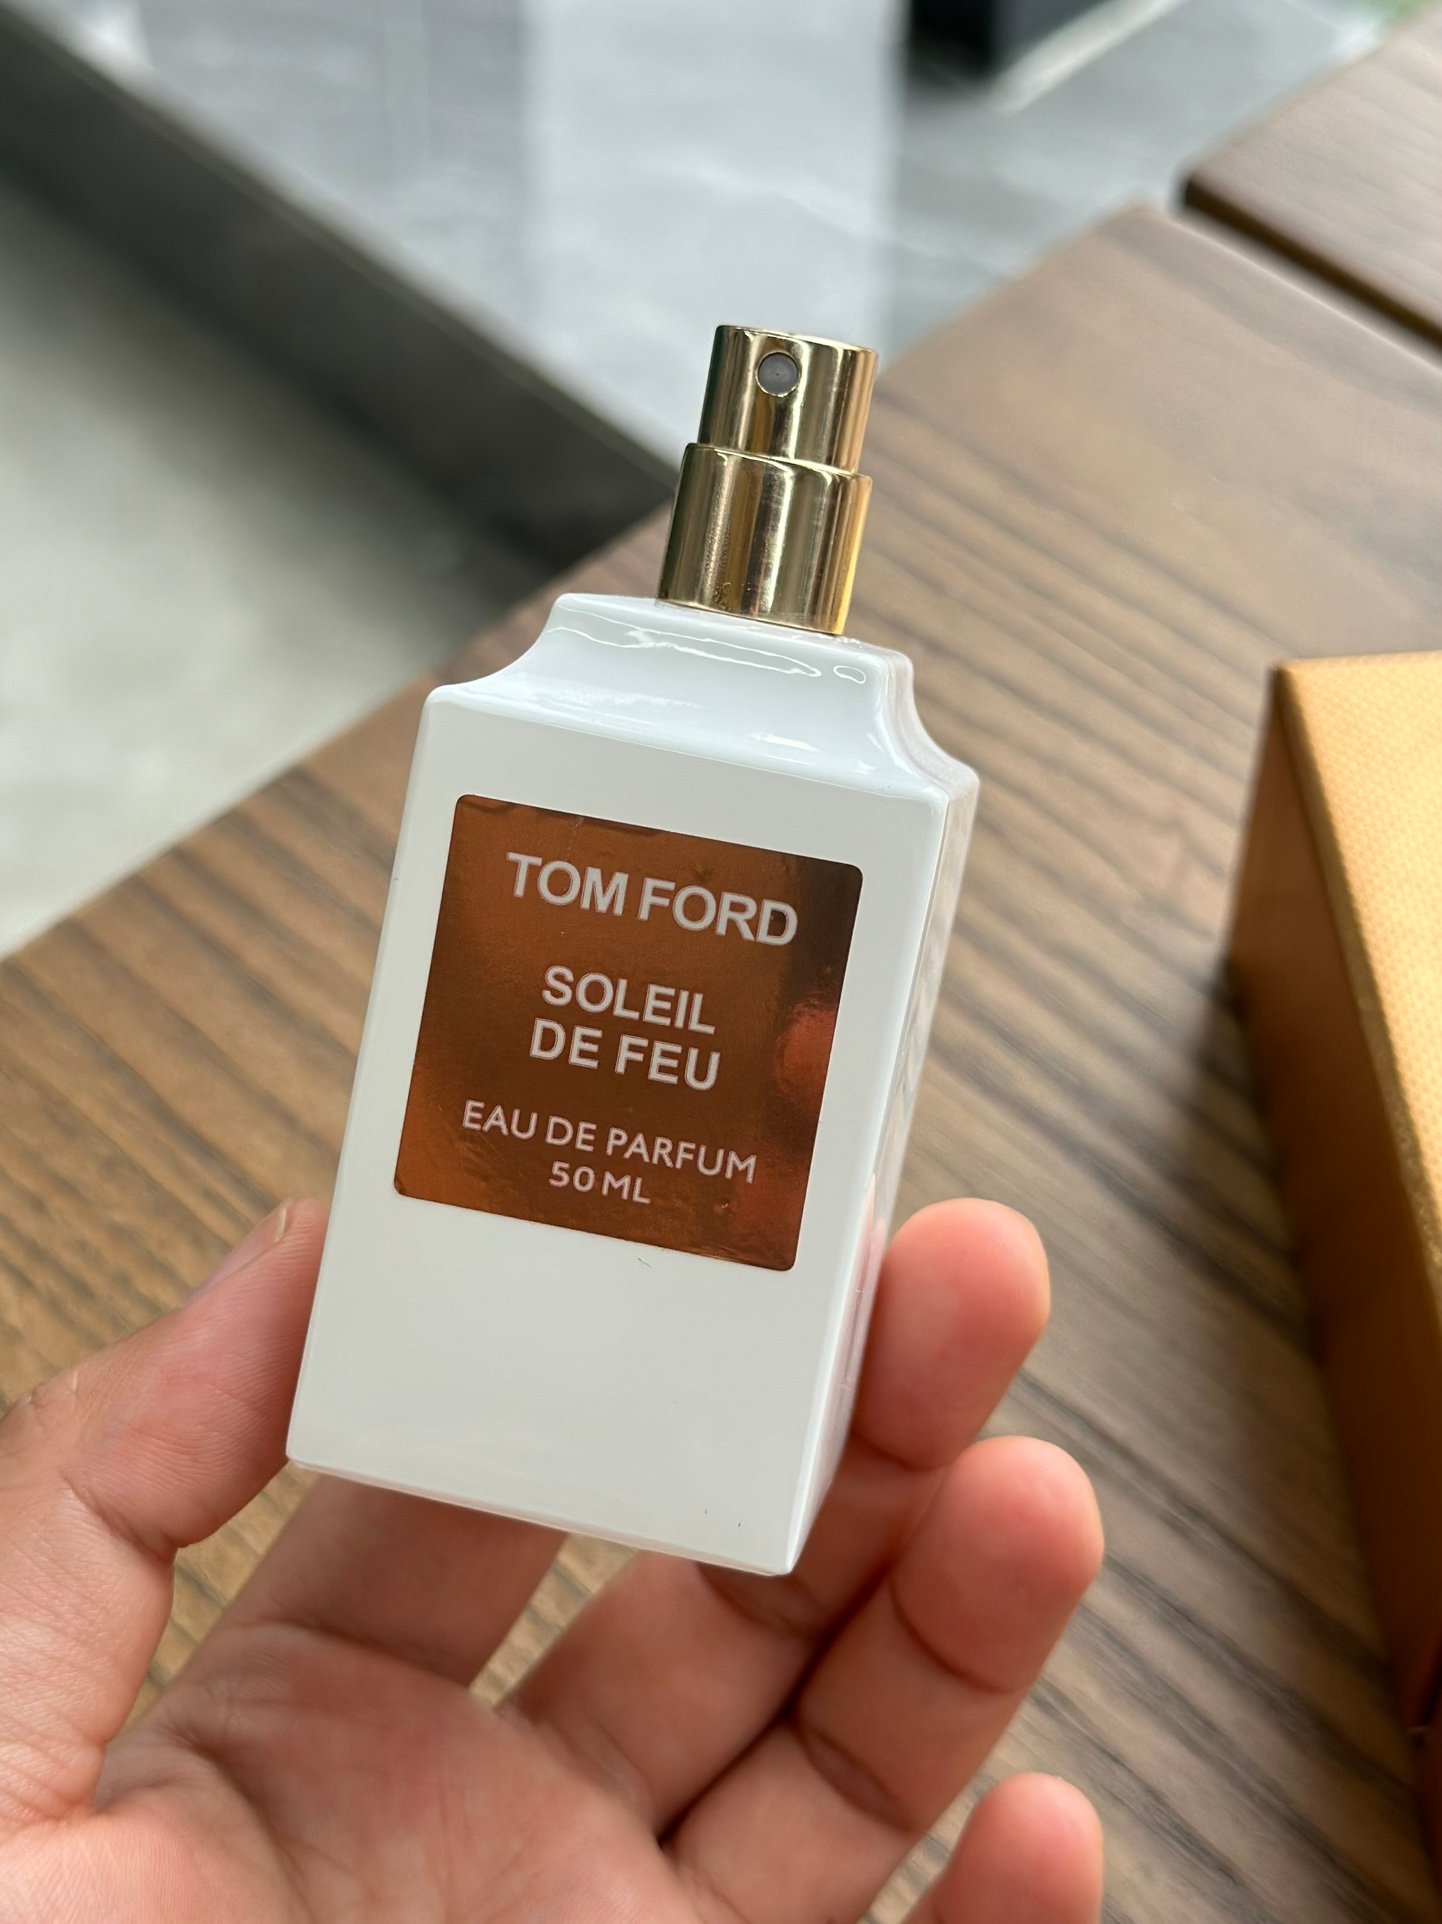 TOM FORD
SOLEIL
DE FEU
EAU DE PARFUM
50 ML